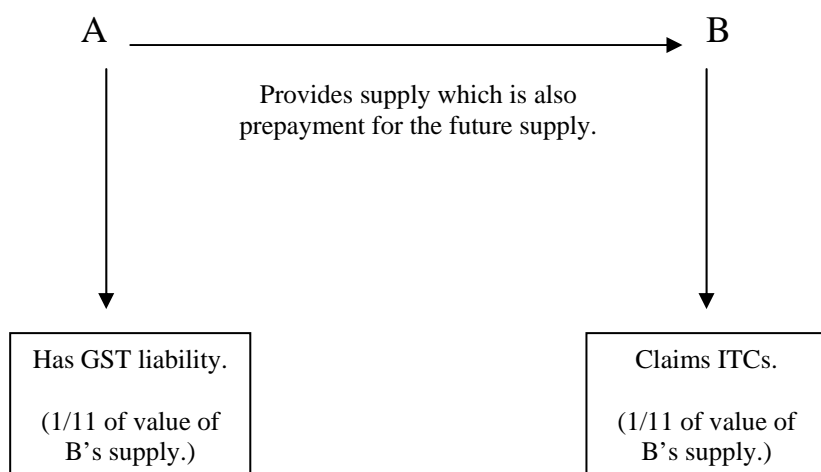 A B
Provides supply which is also
prepayment for the future supply.
Has GST liability.
(1/11 of value of
B's supply.)
Claims ITCs.
(1/11 of value of
B's supply.)